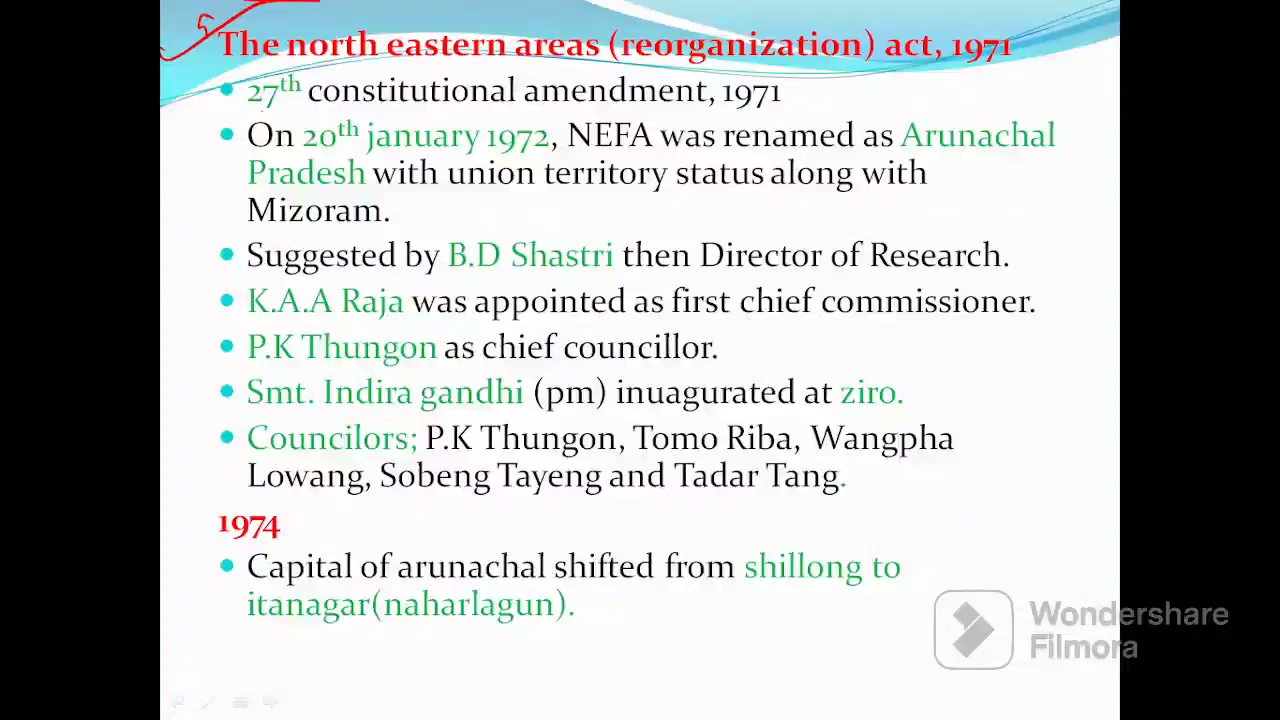 5
The north eastern areas (reorganization) act, 1971
• 27th constitutional amendment, 1971
• On 20th january 1972, NEFA was renamed as Arunachal
Pradesh with union territory status along with
Mizoram.
• Suggested by B.D Shastri then Director of Research.
• K.A.A Raja was appointed as first chief commissioner.
• P.K Thungon as chief councillor.
• Smt. Indira gandhi (pm) inuagurated at ziro.
• Councilors; P.K Thungon, Tomo Riba, Wangpha
Lowang, Sobeng Tayeng and Tadar Tang.
1974
• Capital of arunachal shifted from shillong to
itanagar(naharlagun).
Wondershare
Filmora